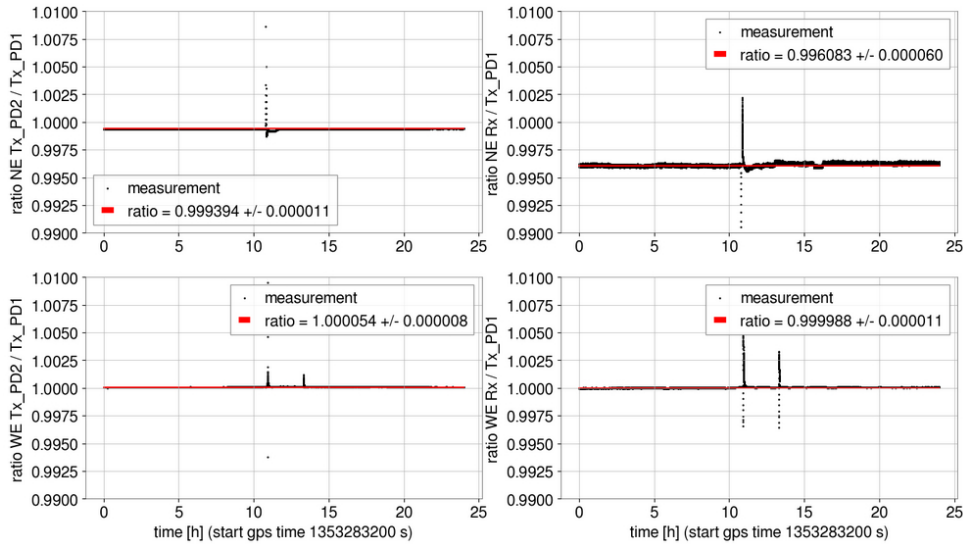 1.0100
1.0075
1.0050
1.0025
1.0000
0.9975
0.9950
0.9925
0.9900
ratio NE Tx_PD2 / Tx_PD1
measurement
ratio = 0.999394 +/- 0.000011
0 5 10 15 20 25
1.0100
1.0075
1.0050
1.0025
1.0000
0.9975
0.9950
0.9925
0.9900
ratio NE Rx / Tx_PD1
measurement
ratio = 0.996083 +/- 0.000060
0 5 10 15 20 25
1.0100
1.0075
1.0050
1.0025
1.0000
0.9975
0.9950
0.9925
0.9900
ratio WE Tx_PD2 / Tx_PD1
measurement
ratio = 1.000054 +/- 0.000008
0 5 10 15 20 25
time [h] (start gps time 1353283200 s)
1.0100
1.0075
1.0050
1.0025
1.0000
0.9975
0.9950
0.9925
0.9900
ratio WE Rx / Tx_PD1
measurement
ratio = 0.999988 +/- 0.000011
0 5 10 15 20 25
time [h] (start gps time 1353283200 s)